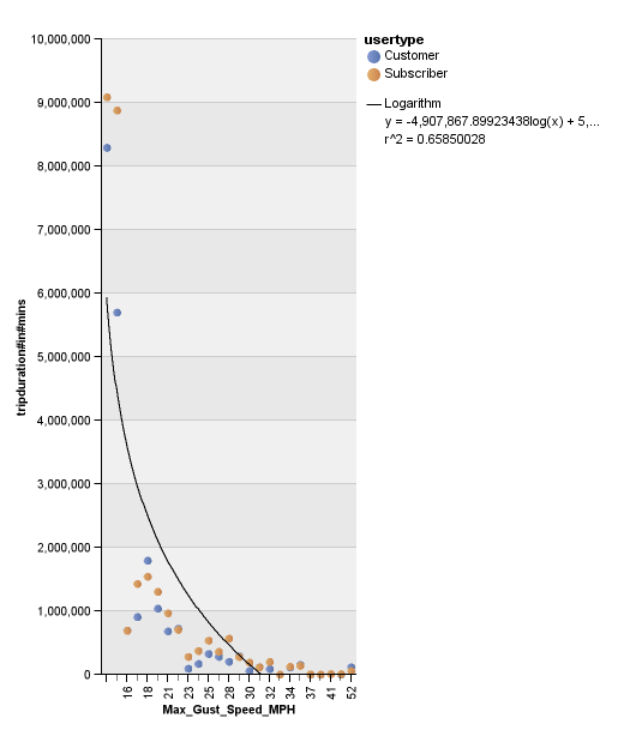 usertype
Customer
Subscriber
Logarithm
y = -4,907,867.89923438log(x) + 5,...
r^2 = 0.65850028
10,000,000
9,000,000
8,000,000
7,000,000
6,000,000
5,000,000
4,000,000
3,000,000
2,000,000
1,000,000
0
tripduration#in#mins
16 18 21 23 25 28 30 32 34 37 41 52
Max_Gust_Speed_MPH